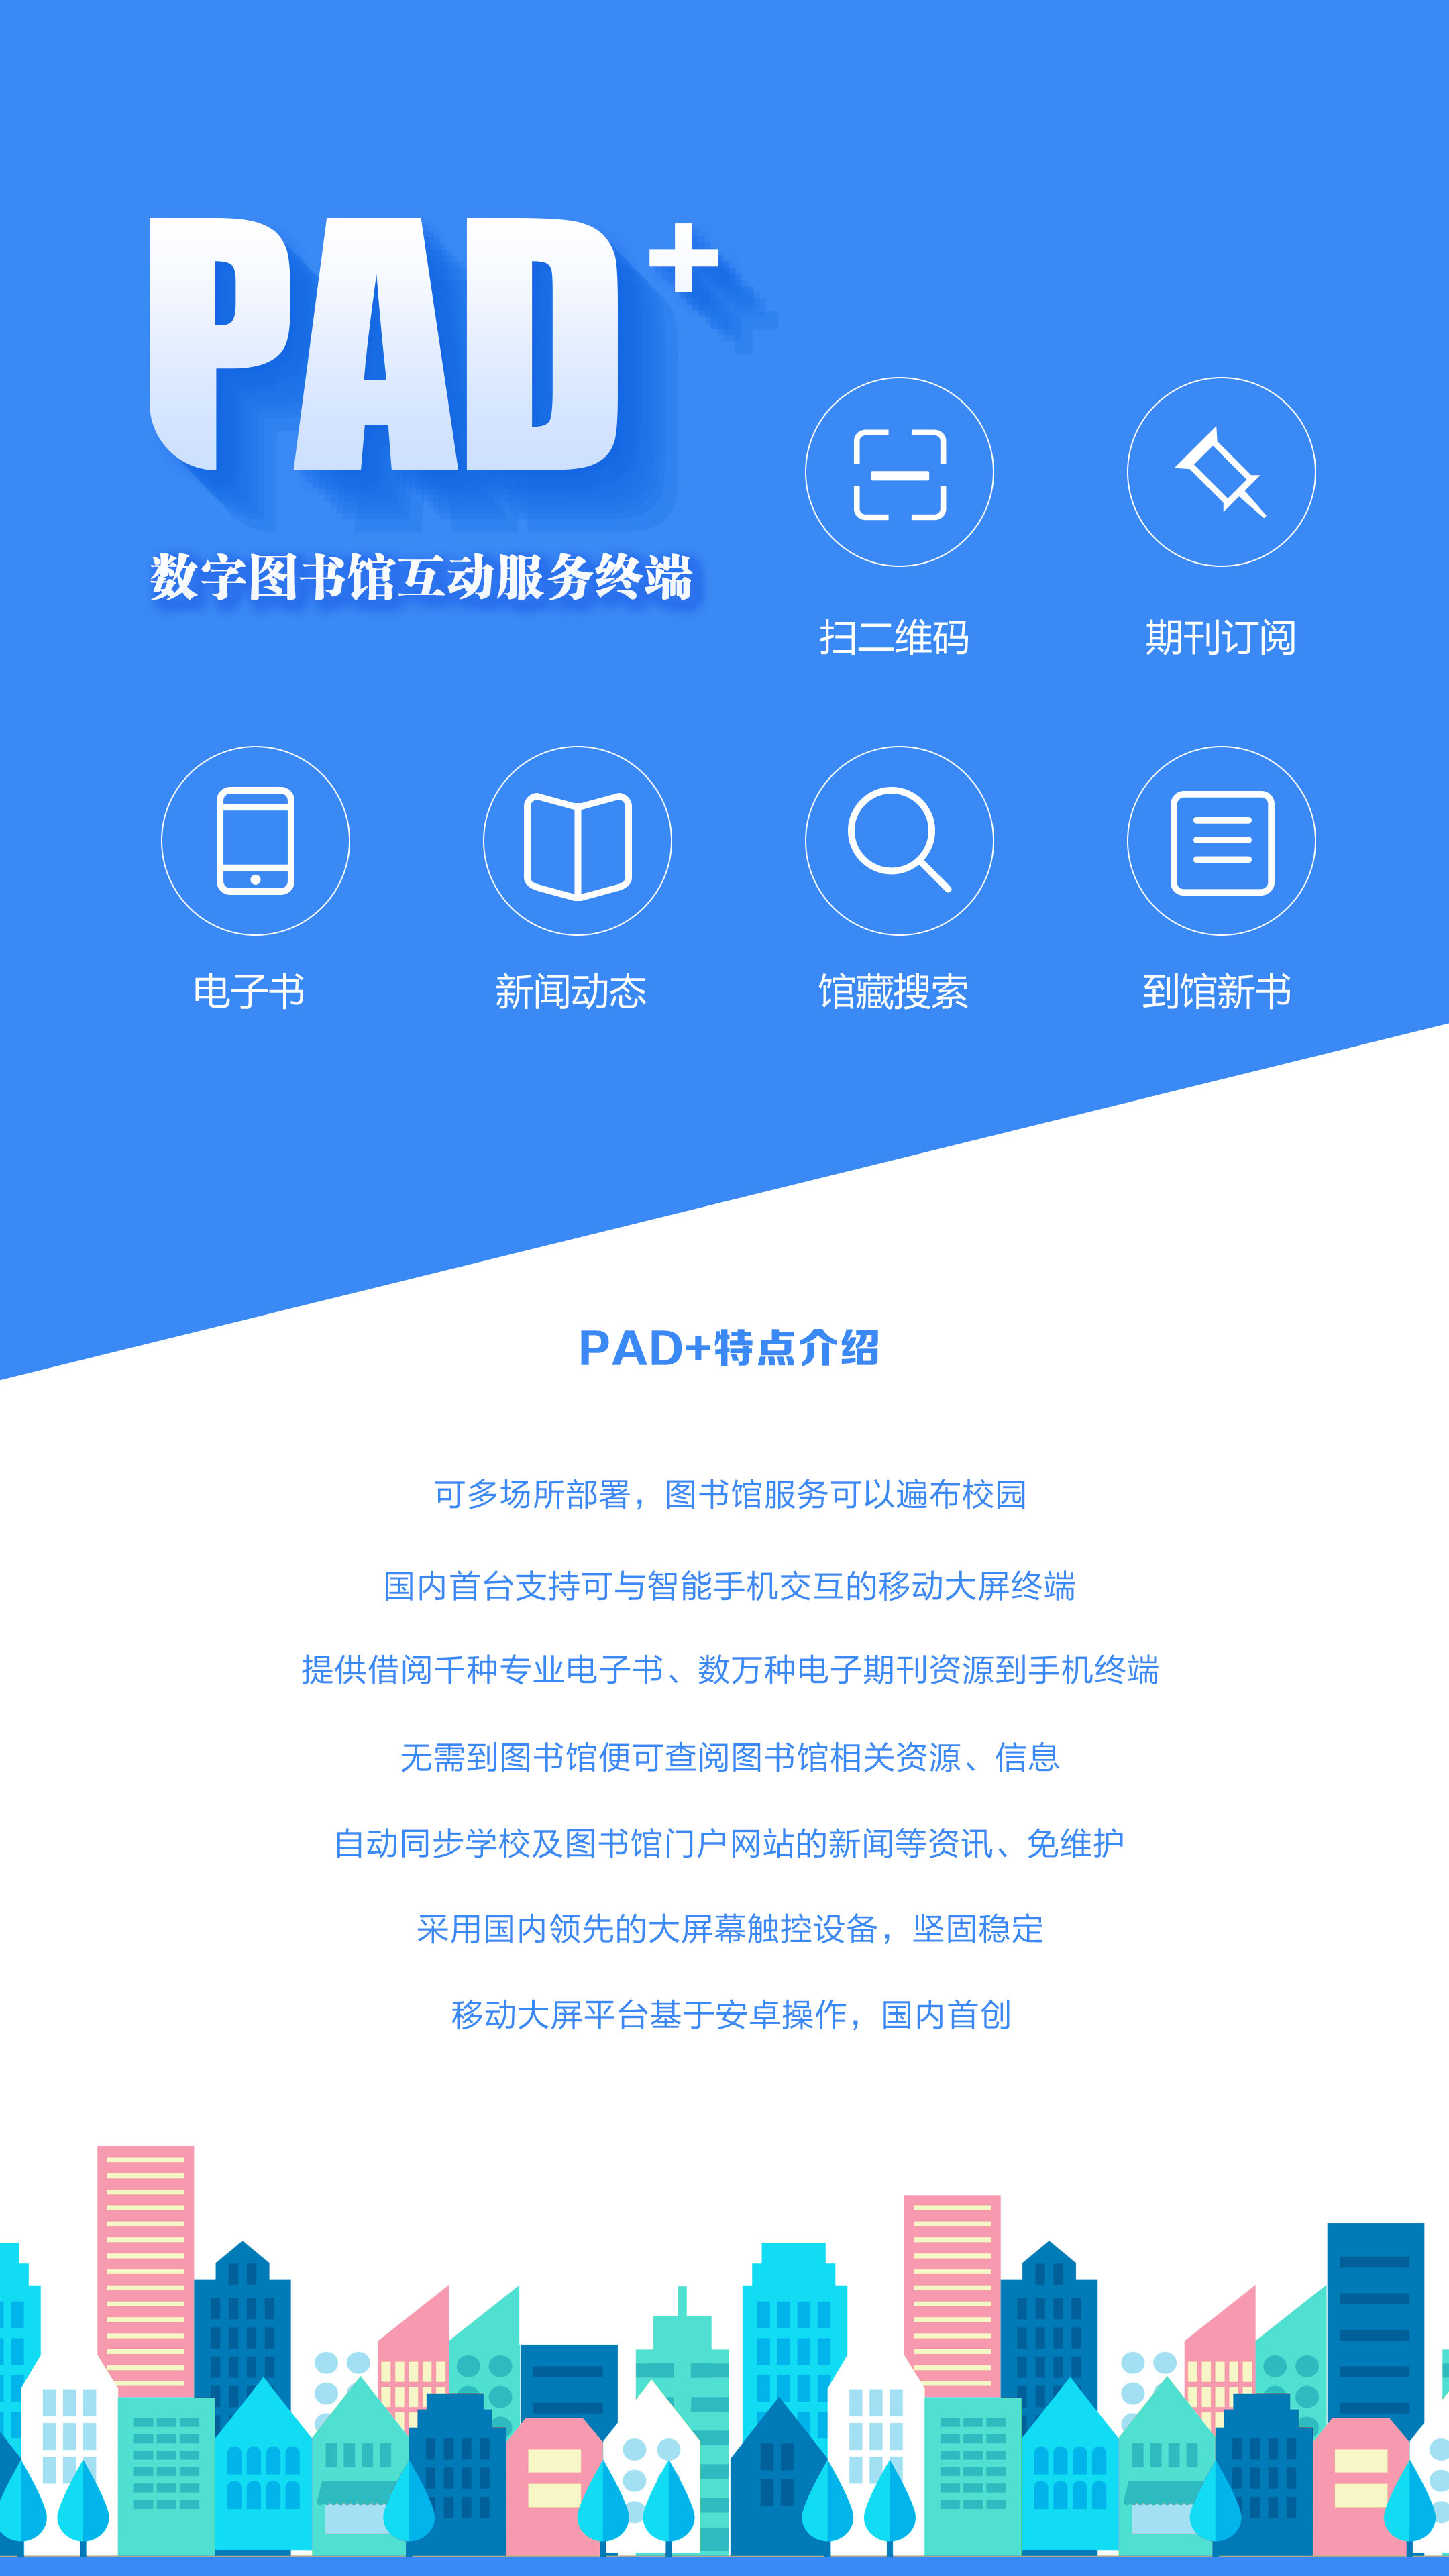 PAD+
数字图书馆互动服务终端
扫二维码
期刊订阅
电子书
新闻动态
馆藏搜索
到馆新书
PAD+特点介绍
可多场所部署，图书馆服务可以遍布校园
国内首台支持可与智能手机交互的移动大屏终端
提供借阅千种专业电子书、数万种电子期刊资源到手机终端
无需到图书馆便可查阅图书馆相关资源、信息
自动同步学校及图书馆门户网站的新闻等资讯、免维护
采用国内领先的大屏幕触控设备，坚固稳定
移动大屏平台基于安卓操作，国内首创